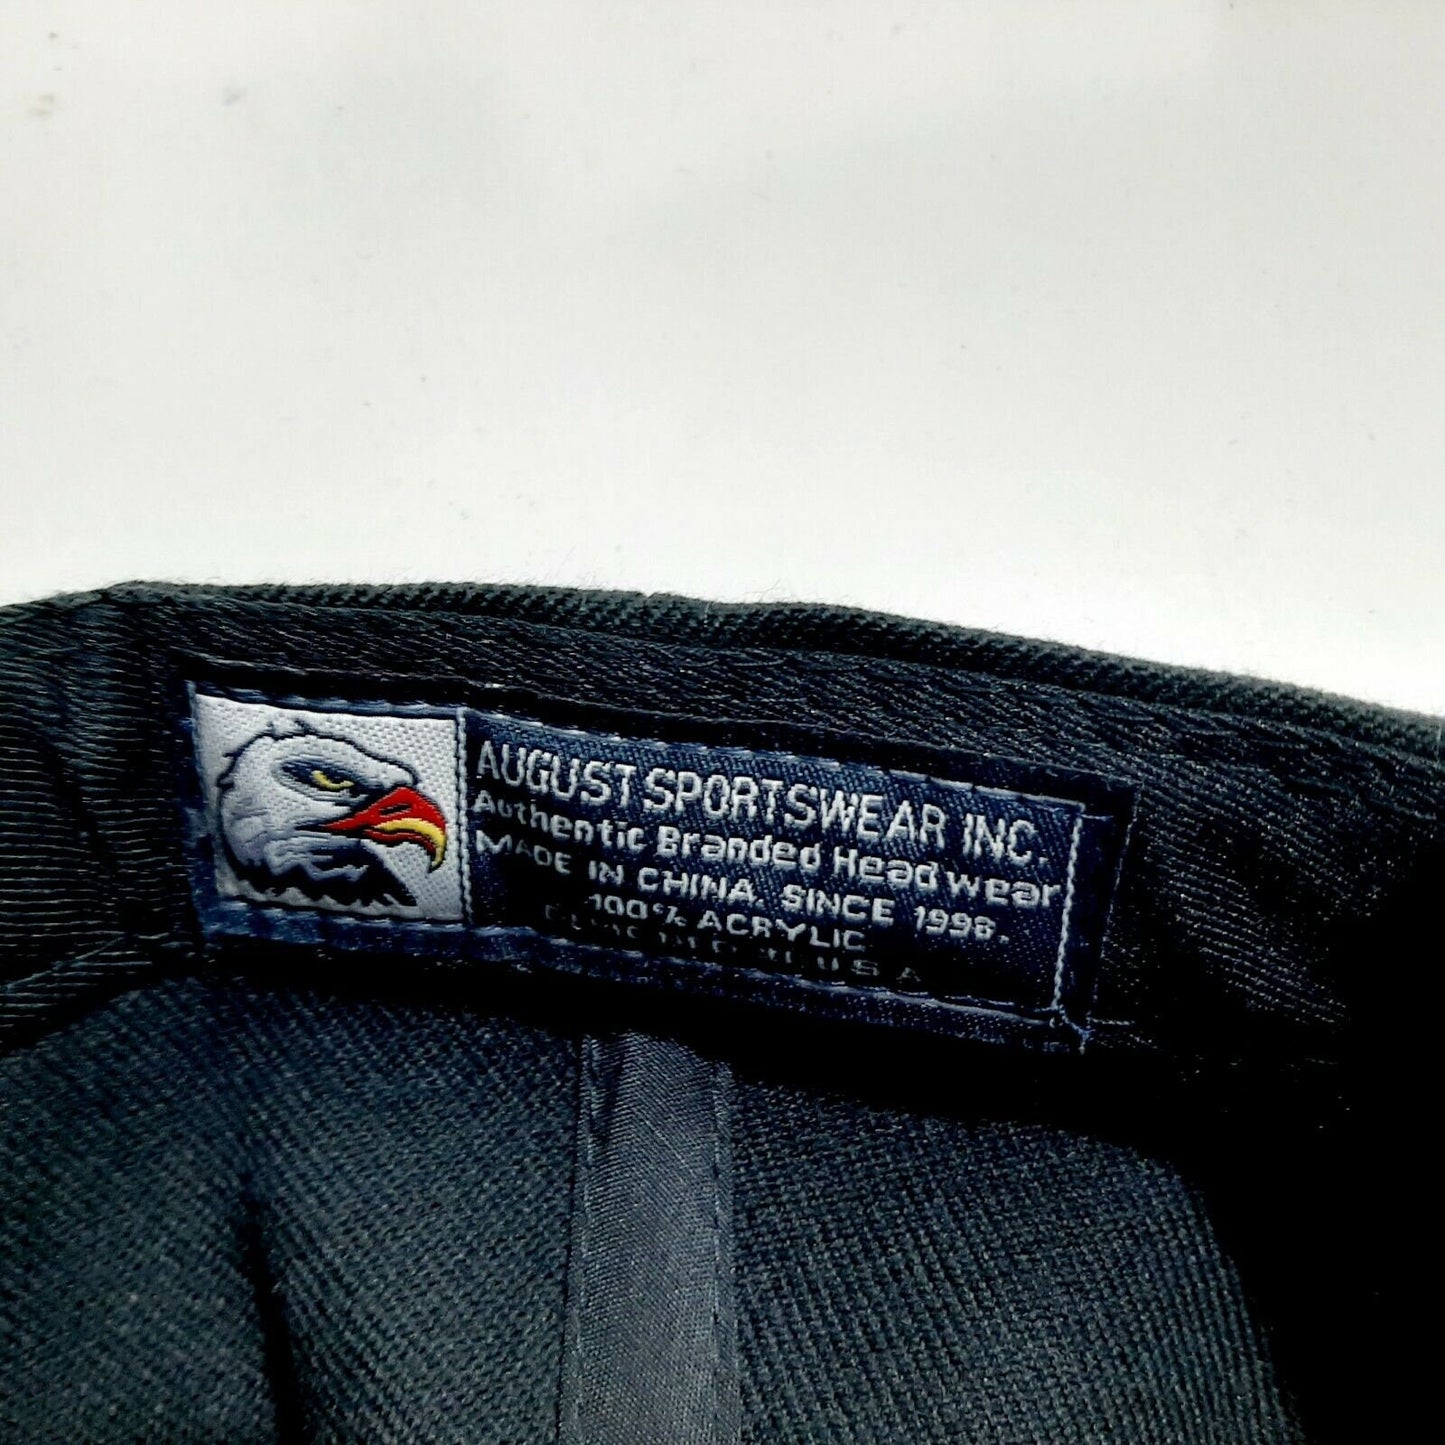 AUGUST SPORTSWEAR INC.
Authentic Branded Headwear
MADE IN CHINA. SINCE 1998.
100% ACRYLIC
U.S.A